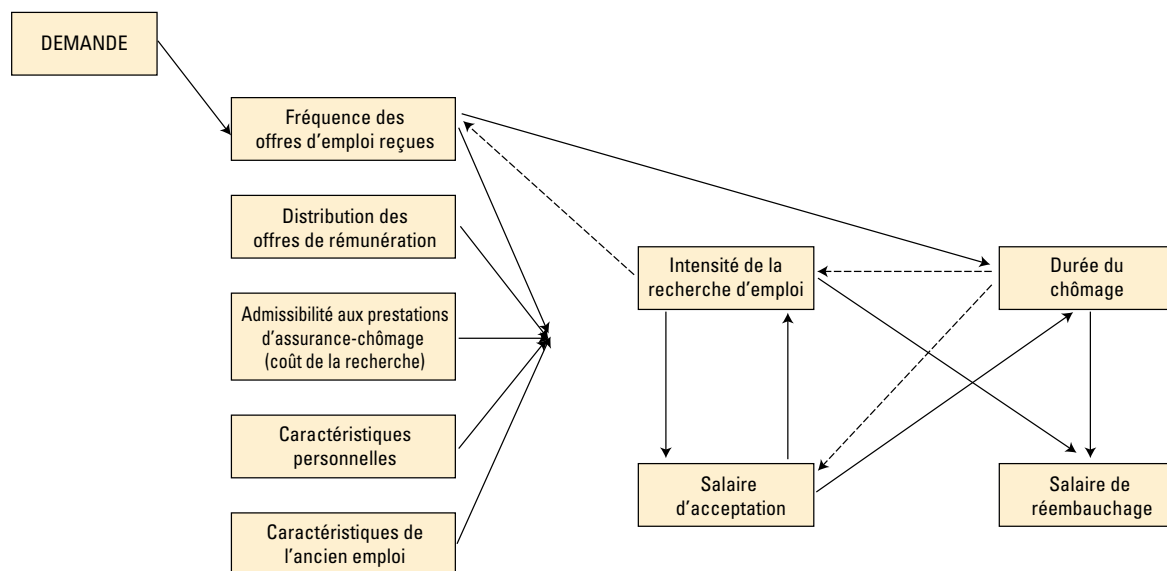 DEMANDE
Fréquence des
offres d'emploi reçues
Distribution des
offres de rémunération
Admissibilité aux prestations
d'assurance-chômage
(coût de la recherche)
Caractéristiques
personnelles
Caractéristiques de
l'ancien emploi
Intensité de la
recherche d'emploi
Salaire
d'acceptation
Durée du
chômage
Salaire de
réembauchage